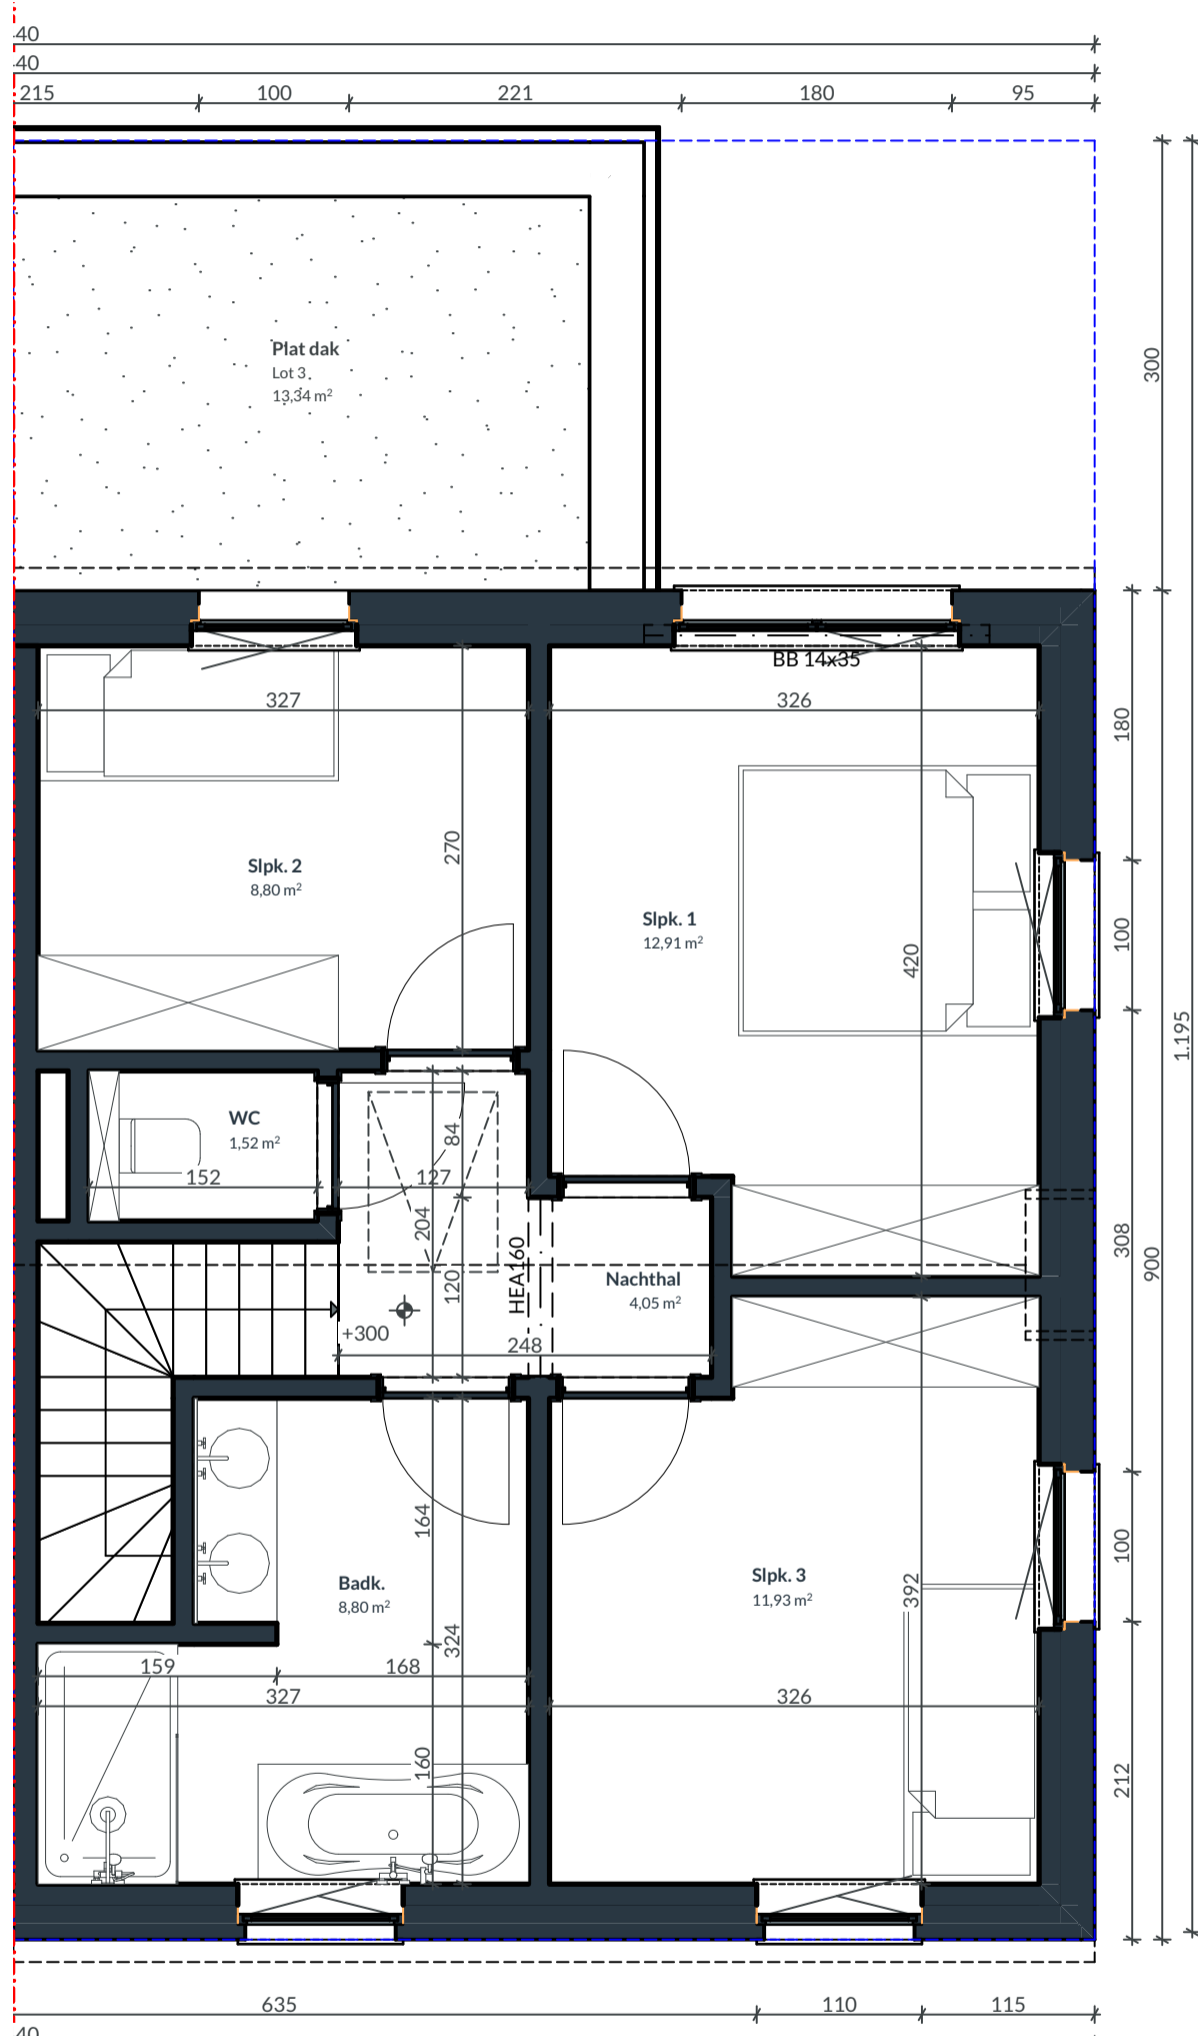 40
40
215 100 221 180 95
Plat dak
Lot 3
13,34 m²
300
BB 14x35
327
326
180
270
Slpk. 2
8,80 m²
Slpk. 1
12,91 m²
100
420
1.195
WC
1,52 m²
84
152
127
204
308
HEA160
120
Nachthal
4,05 m²
900
+300
248
164
100
Slpk. 3
11,93 m²
Badk.
8,80 m²
392
324
159
168
327
326
160
212
635 110 115
40